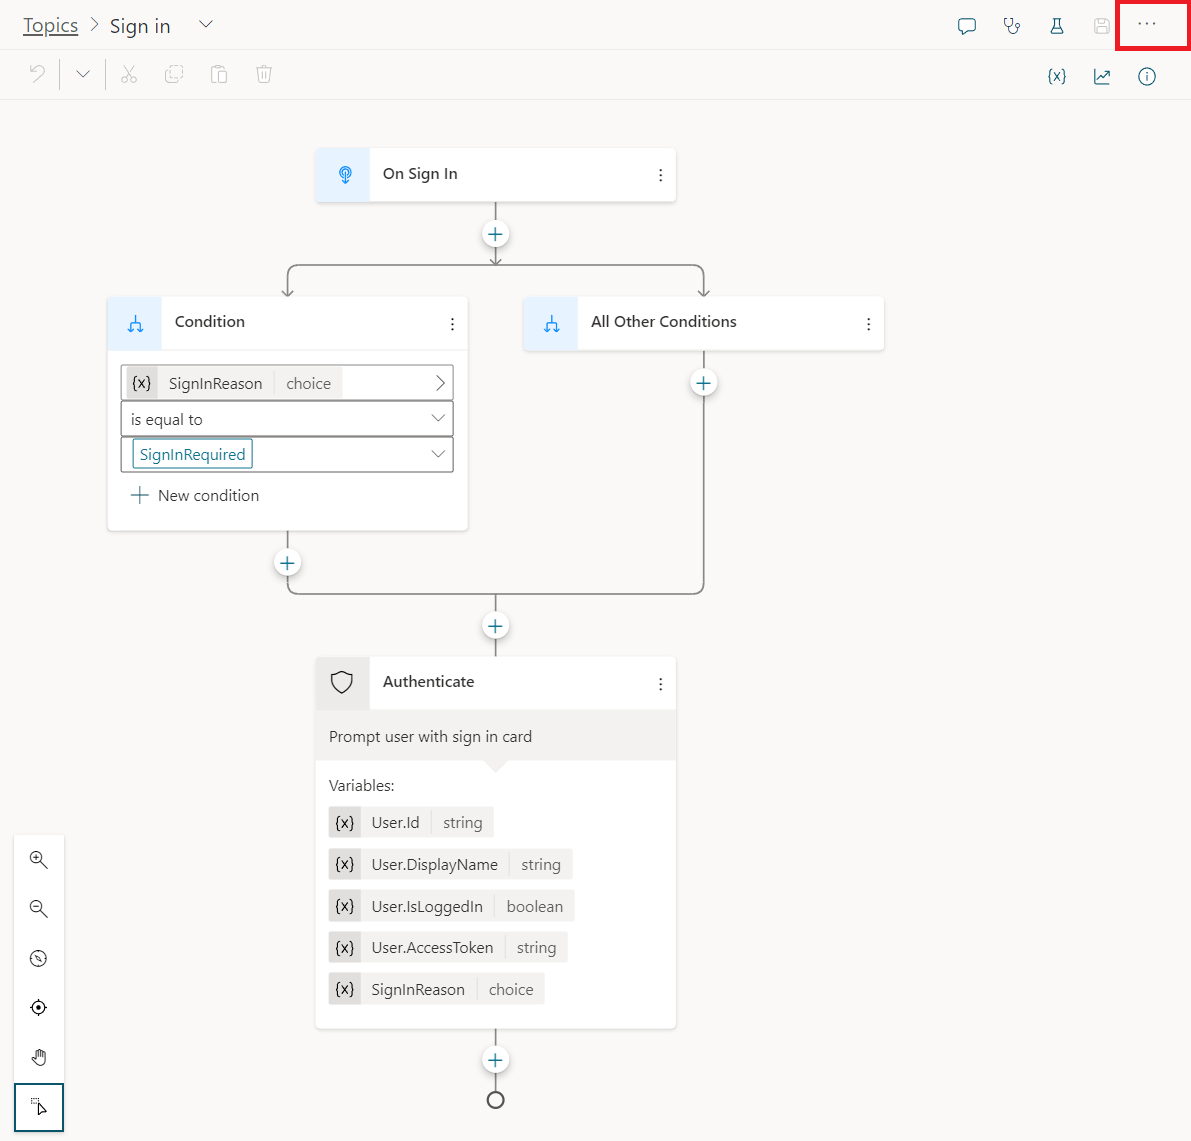 Topics > Sign in
...
{x}
On Sign In
Condition
All Other Conditions
{x} SignInReason choice
is equal to
SignInRequired
New condition
Authenticate
Prompt user with sign in card
Variables:
{x} User.Id string
{x} User.DisplayName string
{x} User.IsLoggedIn boolean
{x} User.AccessToken string
{x} SignInReason choice